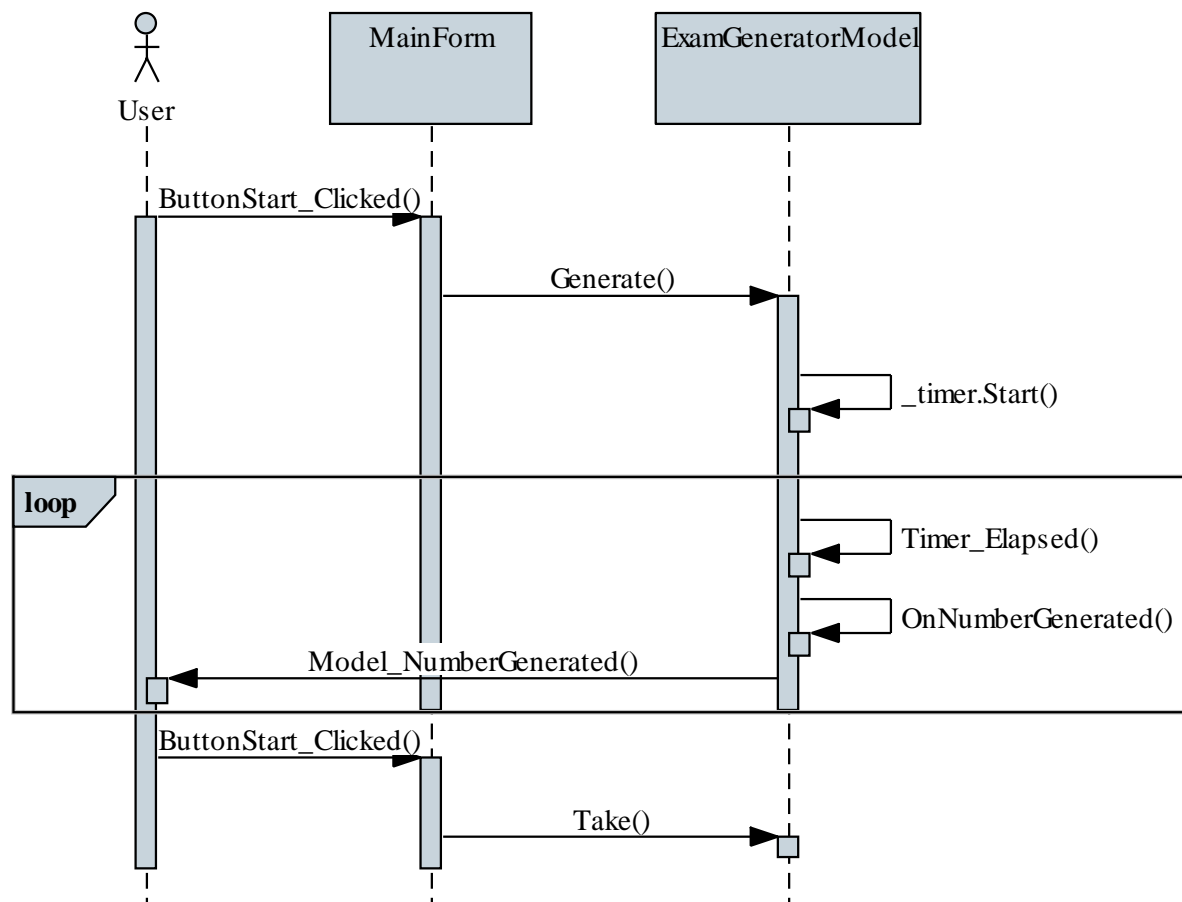 MainForm
ExamGeneratorModel
User
ButtonStart_Clicked()
Generate()
_timer.Start()
loop
Timer_Elapsed()
OnNumberGenerated()
Model_NumberGenerated()
ButtonStart_Clicked()
Take()